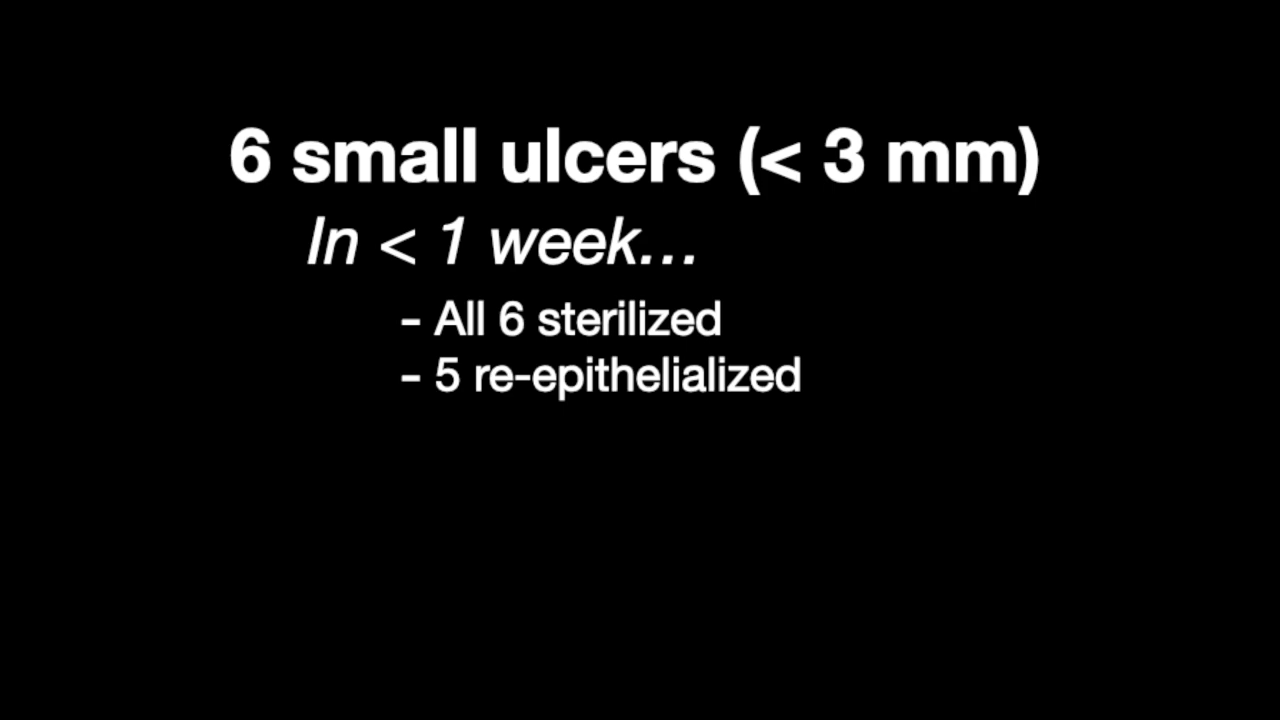 6 small ulcers (< 3 mm)
In < 1 week…
- All 6 sterilized
- 5 re-epithelialized